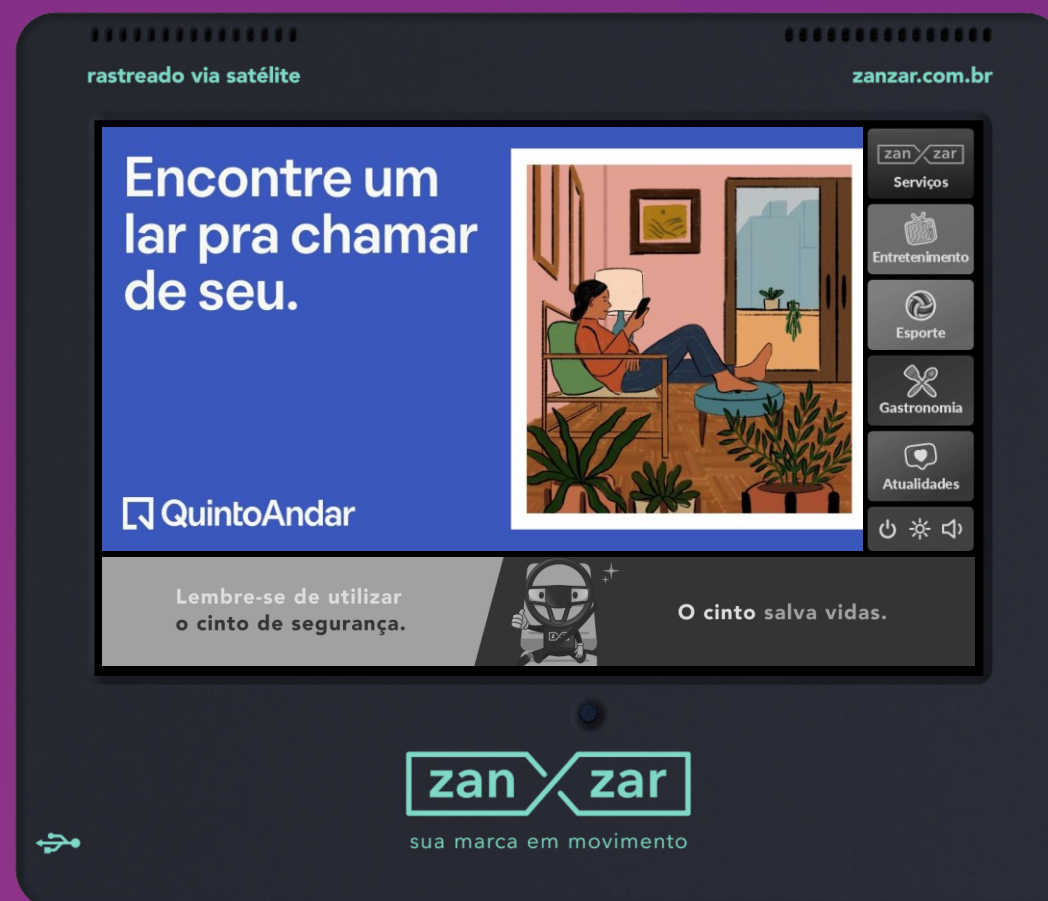 rastreado via satélite
zanzar.com.br
Encontre um
lar pra chamar
de seu.
QuintoAndar
zan zar
Serviços
Entretenimento
Esporte
Gastronomia
Atualidades
Lembre-se de utilizar
o cinto de segurança.
O cinto salva vidas.
zan zar
sua marca em movimento